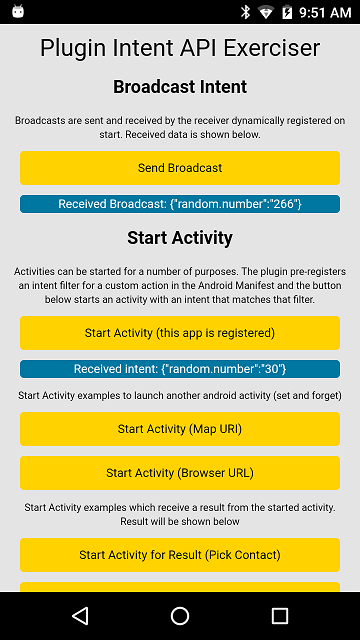 9:51 AM
Plugin Intent API Exerciser
Broadcast Intent
Broadcasts are sent and received by the receiver dynamically registered on
start. Received data is shown below.
Send Broadcast
Received Broadcast: {"random.number":"266"}
Start Activity
Activities can be started for a number of purposes. The plugin pre-registers
an intent filter for a custom action in the Android Manifest and the button
below starts an activity with an intent that matches that filter.
Start Activity (this app is registered)
Received intent: {"random.number":"30"}
Start Activity examples to launch another android activity (set and forget)
Start Activity (Map URI)
Start Activity (Browser URL)
Start Activity examples which receive a result from the started activity.
Result will be shown below
Start Activity for Result (Pick Contact)